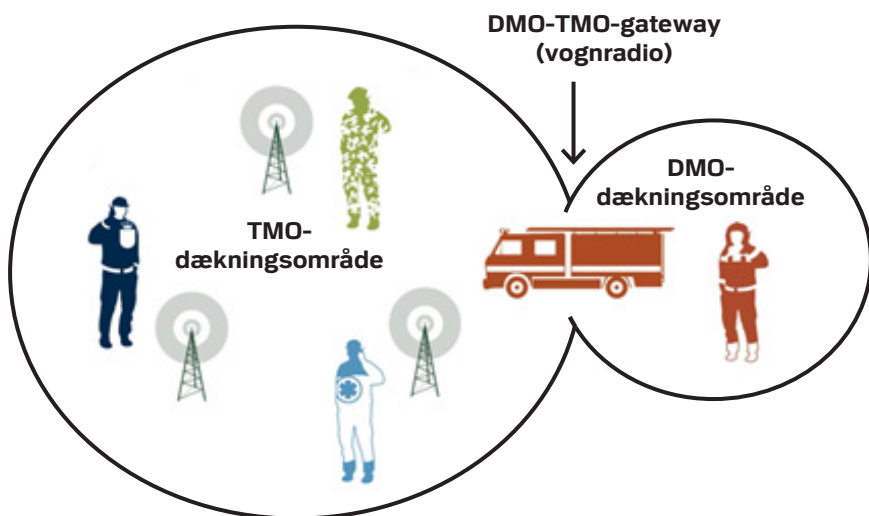 DMO-TMO-gateway
(vognradio)
DMO-
dækningsområde
TMO-
dækningsområde